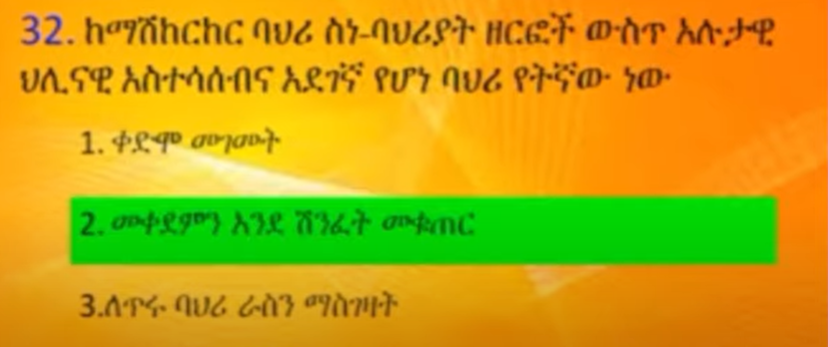 32. ከማሽከርከር ባህሪ ስነ-ባህሪያት ዘርፎች ውስጥ አሉታዊ
ህሊናዊ አስተሳሰብና አደገኛ የሆነ ባህሪ የትኛው ነው
1. ቀድሞ መገመት
2. መቀደምን እንደ ሽንፈት መቁጠር
3.ለጥሩ ባህሪ ራስን ማስገዛት